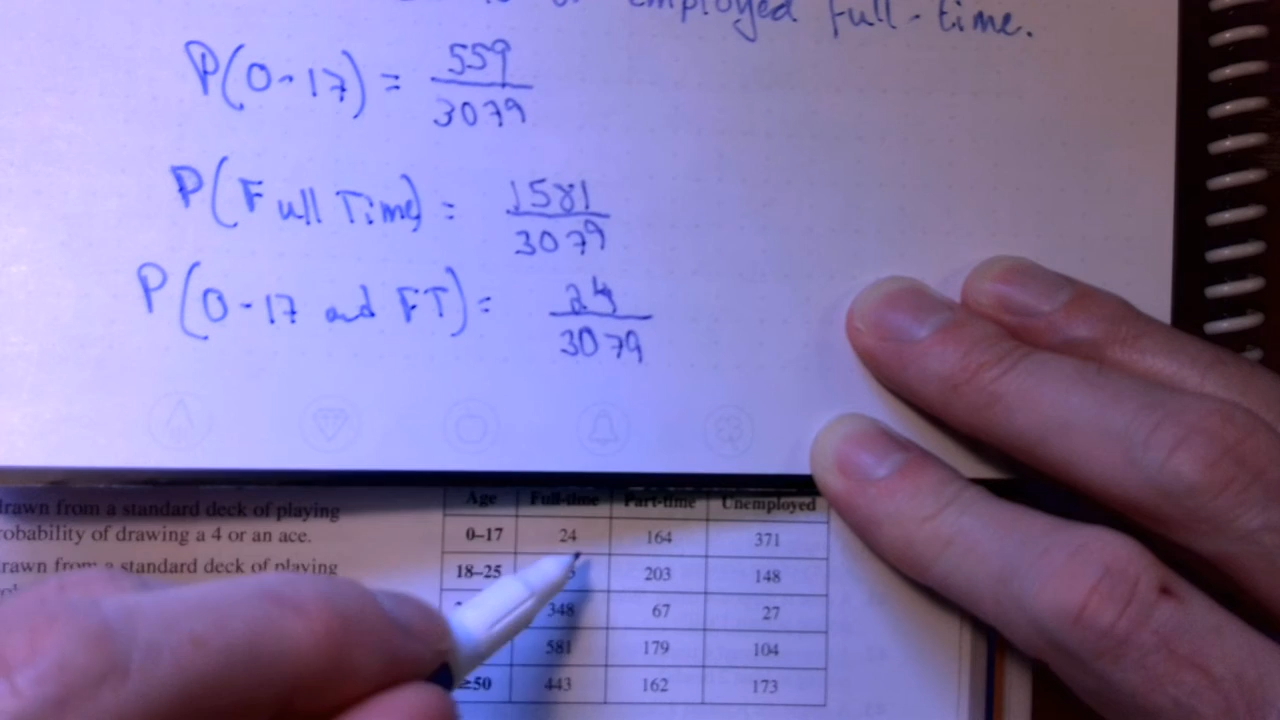 employed full-time.
P(0-17) = 559/3079
P(Full Time) = 1581/3079
P(0-17 and FT) = 24/3079
drawn from a standard deck of playing
robability of drawing a 4 or an ace.
rawn from a standard deck of playing
Age Full-time Part-time Unemployed
0–17 24 164 371
18–25 203 148
348 67 27
581 179 104
≥50 443 162 173